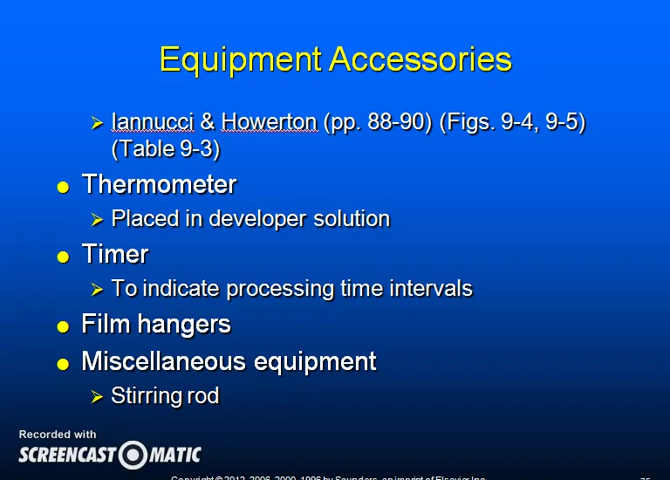 Equipment Accessories
Iannucci & Howerton (pp. 88-90) (Figs. 9-4, 9-5)
(Table 9-3)
Thermometer
Placed in developer solution
Timer
To indicate processing time intervals
Film hangers
Miscellaneous equipment
Stirring rod
Recorded with
SCREENCAST MATIC
Copyright © 2012, 2006, 2000, 1996 by Saunders, an imprint of Elsevier Inc.